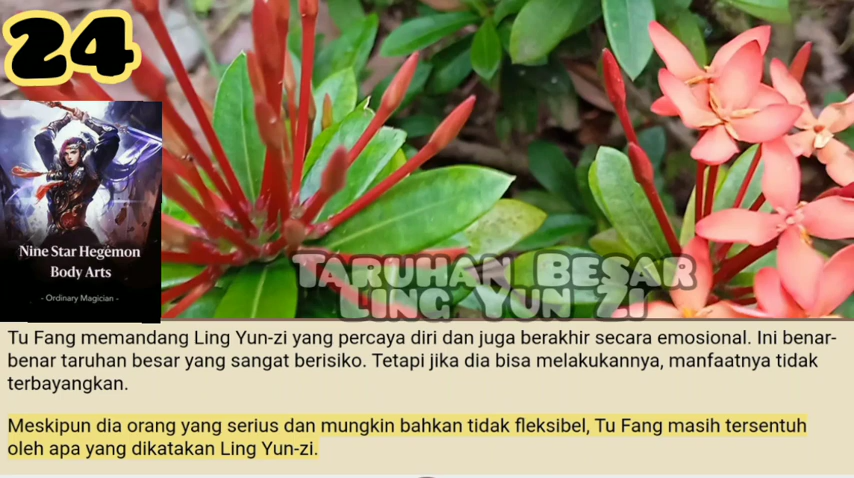 24
Nine Star Hegemon
Body Arts
- Ordinary Magician -
TARUHAN BESAR
LING YUN ZI
Tu Fang memandang Ling Yun-zi yang percaya diri dan juga berakhir secara emosional. Ini benar-
benar taruhan besar yang sangat berisiko. Tetapi jika dia bisa melakukannya, manfaatnya tidak
terbayangkan.
Meskipun dia orang yang serius dan mungkin bahkan tidak fleksibel, Tu Fang masih tersentuh
oleh apa yang dikatakan Ling Yun-zi.